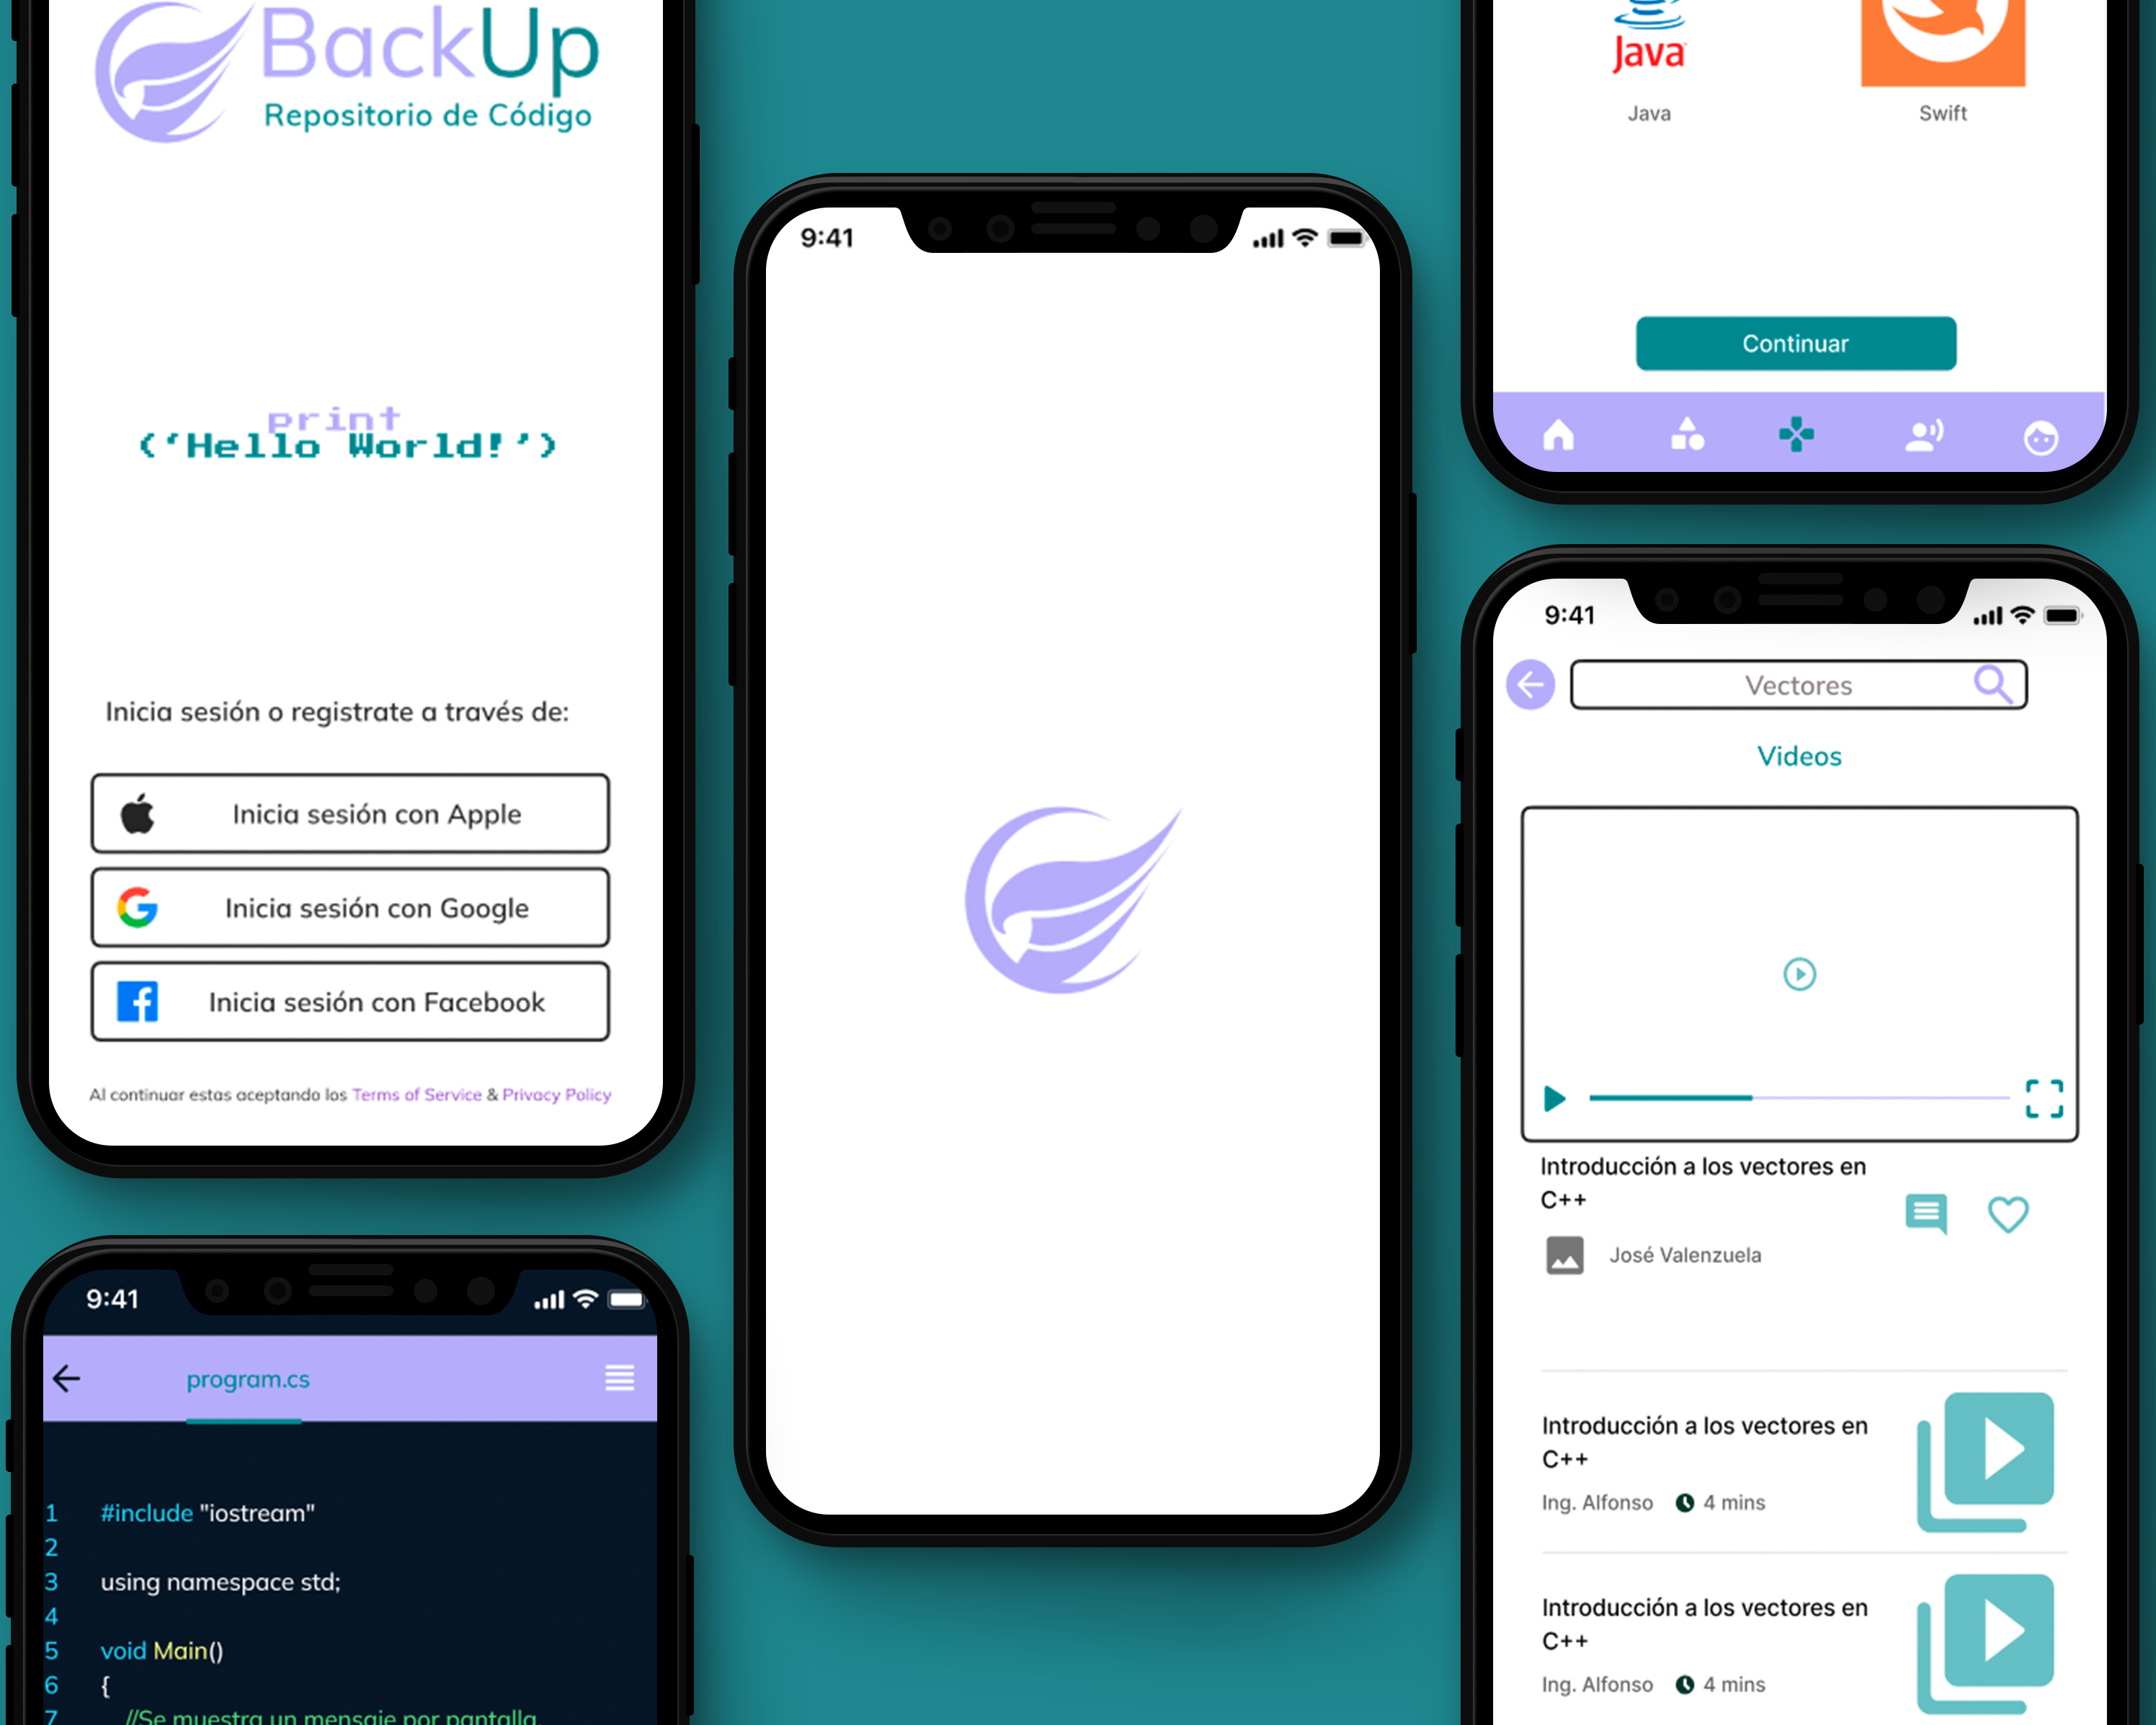 BackUp
Repositorio de Código
print
(‘Hello World!’)
Inicia sesión o registrate a través de:
Inicia sesión con Apple
Inicia sesión con Google
Inicia sesión con Facebook
Al continuar estas aceptando los Terms of Service & Privacy Policy
9:41
program.cs
1 #include "iostream"
2
3 using namespace std;
4
5 void Main()
6 {
7 //Se muestra un mensaje por pantalla.
9:41
Java
Java
Swift
Continuar
9:41
Vectores
Videos
Introducción a los vectores en
C++
José Valenzuela
Introducción a los vectores en
C++
Ing. Alfonso 4 mins
Introducción a los vectores en
C++
Ing. Alfonso 4 mins